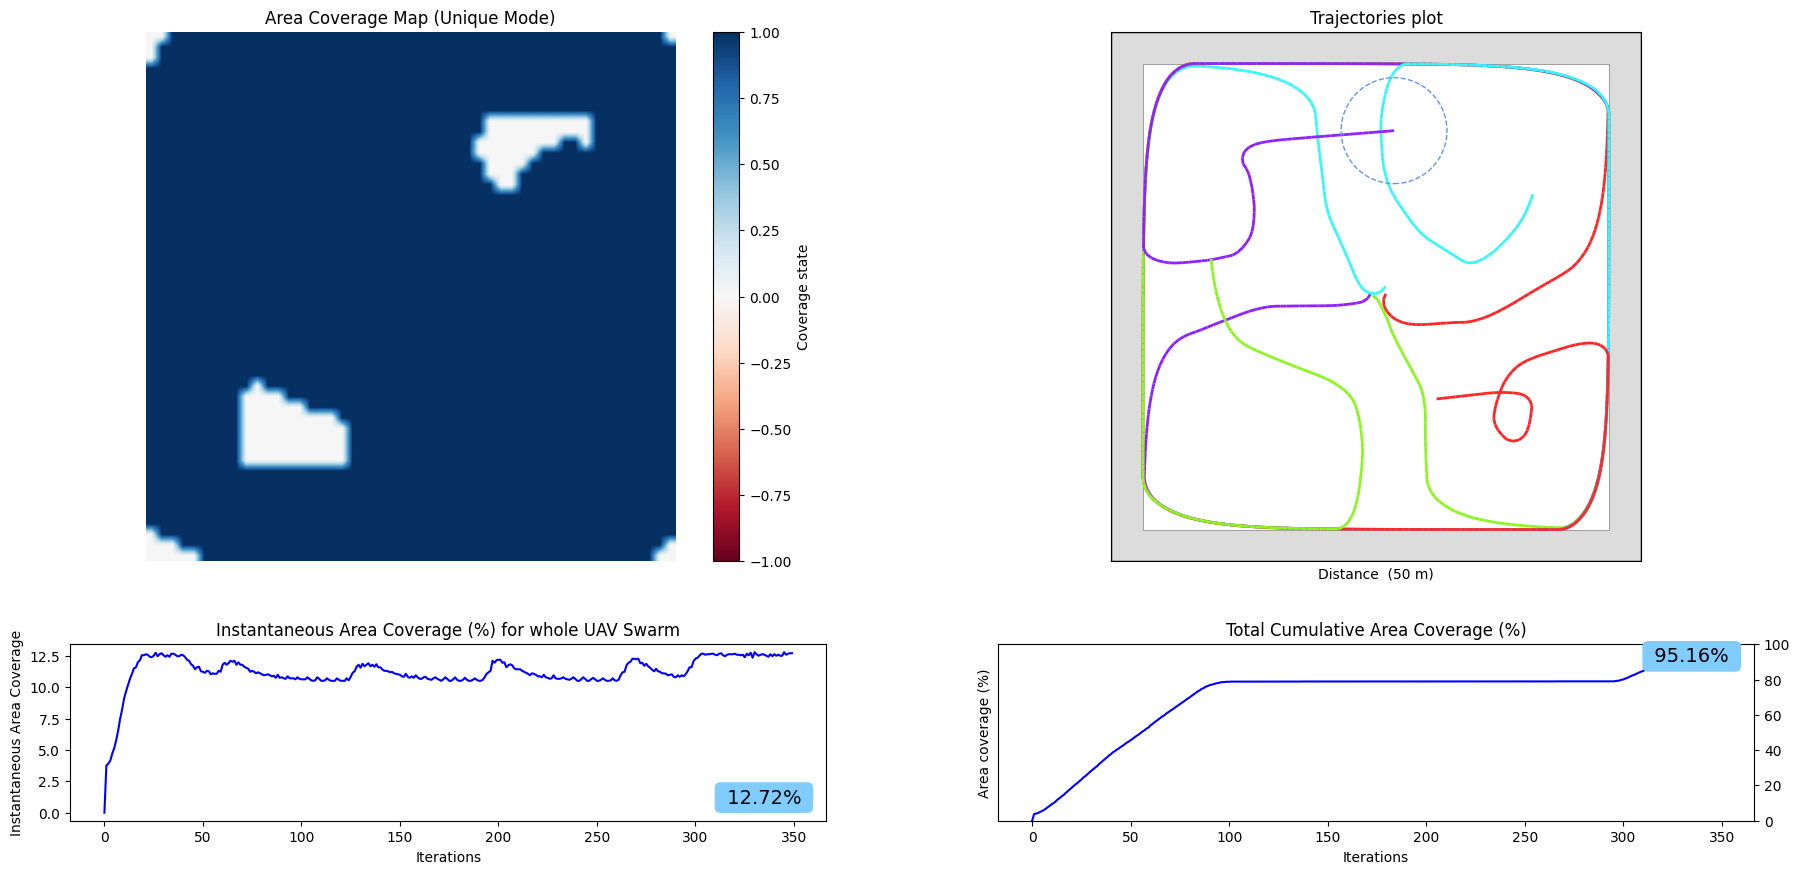 Area Coverage Map (Unique Mode)
1.00
0.75
0.50
0.25
0.00
−0.25
−0.50
−0.75
−1.00
Coverage state
Trajectories plot
Distance  (50 m)
Instantaneous Area Coverage (%) for whole UAV Swarm
Instantaneous Area Coverage
12.5
10.0
7.5
5.0
2.5
0.0
12.72%
0 50 100 150 200 250 300 350
Iterations
Total Cumulative Area Coverage (%)
Area coverage (%)
95.16%
100
80
60
40
20
0
0 50 100 150 200 250 300 350
Iterations